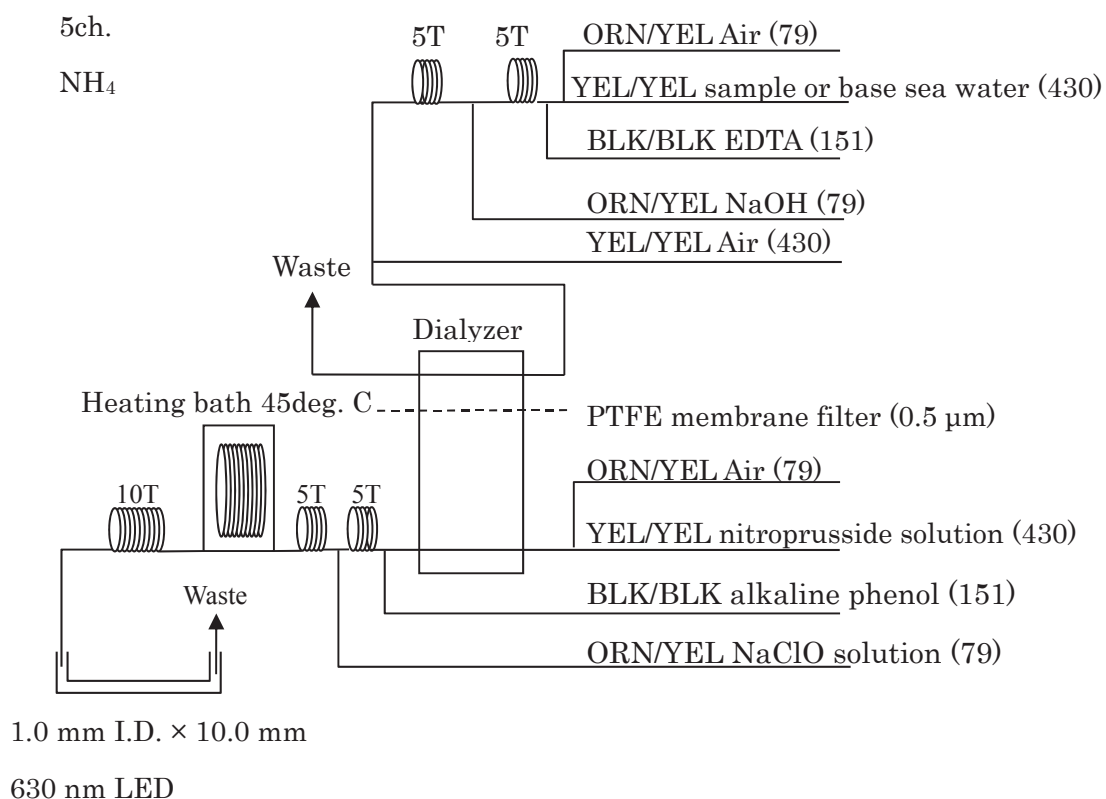 5ch.
NH₄
5T
5T
ORN/YEL Air (79)
YEL/YEL sample or base sea water (430)
BLK/BLK EDTA (151)
ORN/YEL NaOH (79)
YEL/YEL Air (430)
Waste
Dialyzer
Heating bath 45deg. C
PTFE membrane filter (0.5 µm)
ORN/YEL Air (79)
10T
5T
5T
YEL/YEL nitroprusside solution (430)
Waste
BLK/BLK alkaline phenol (151)
ORN/YEL NaClO solution (79)
1.0 mm I.D. × 10.0 mm
630 nm LED